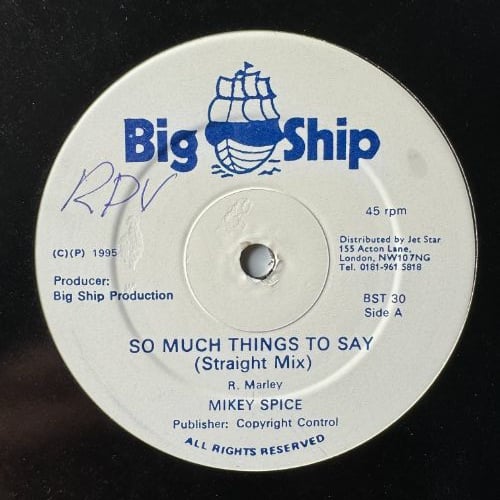 Big Ship
RPV
45 rpm
(C)(P) 1995
Distributed by Jet Star
155 Acton Lane,
London, NW10 7NG
Tel. 0181-961 5818
Producer:
Big Ship Production
BST 30
Side A
SO MUCH THINGS TO SAY
(Straight Mix)
R. Marley
MIKEY SPICE
Publisher: Copyright Control
ALL RIGHTS RESERVED